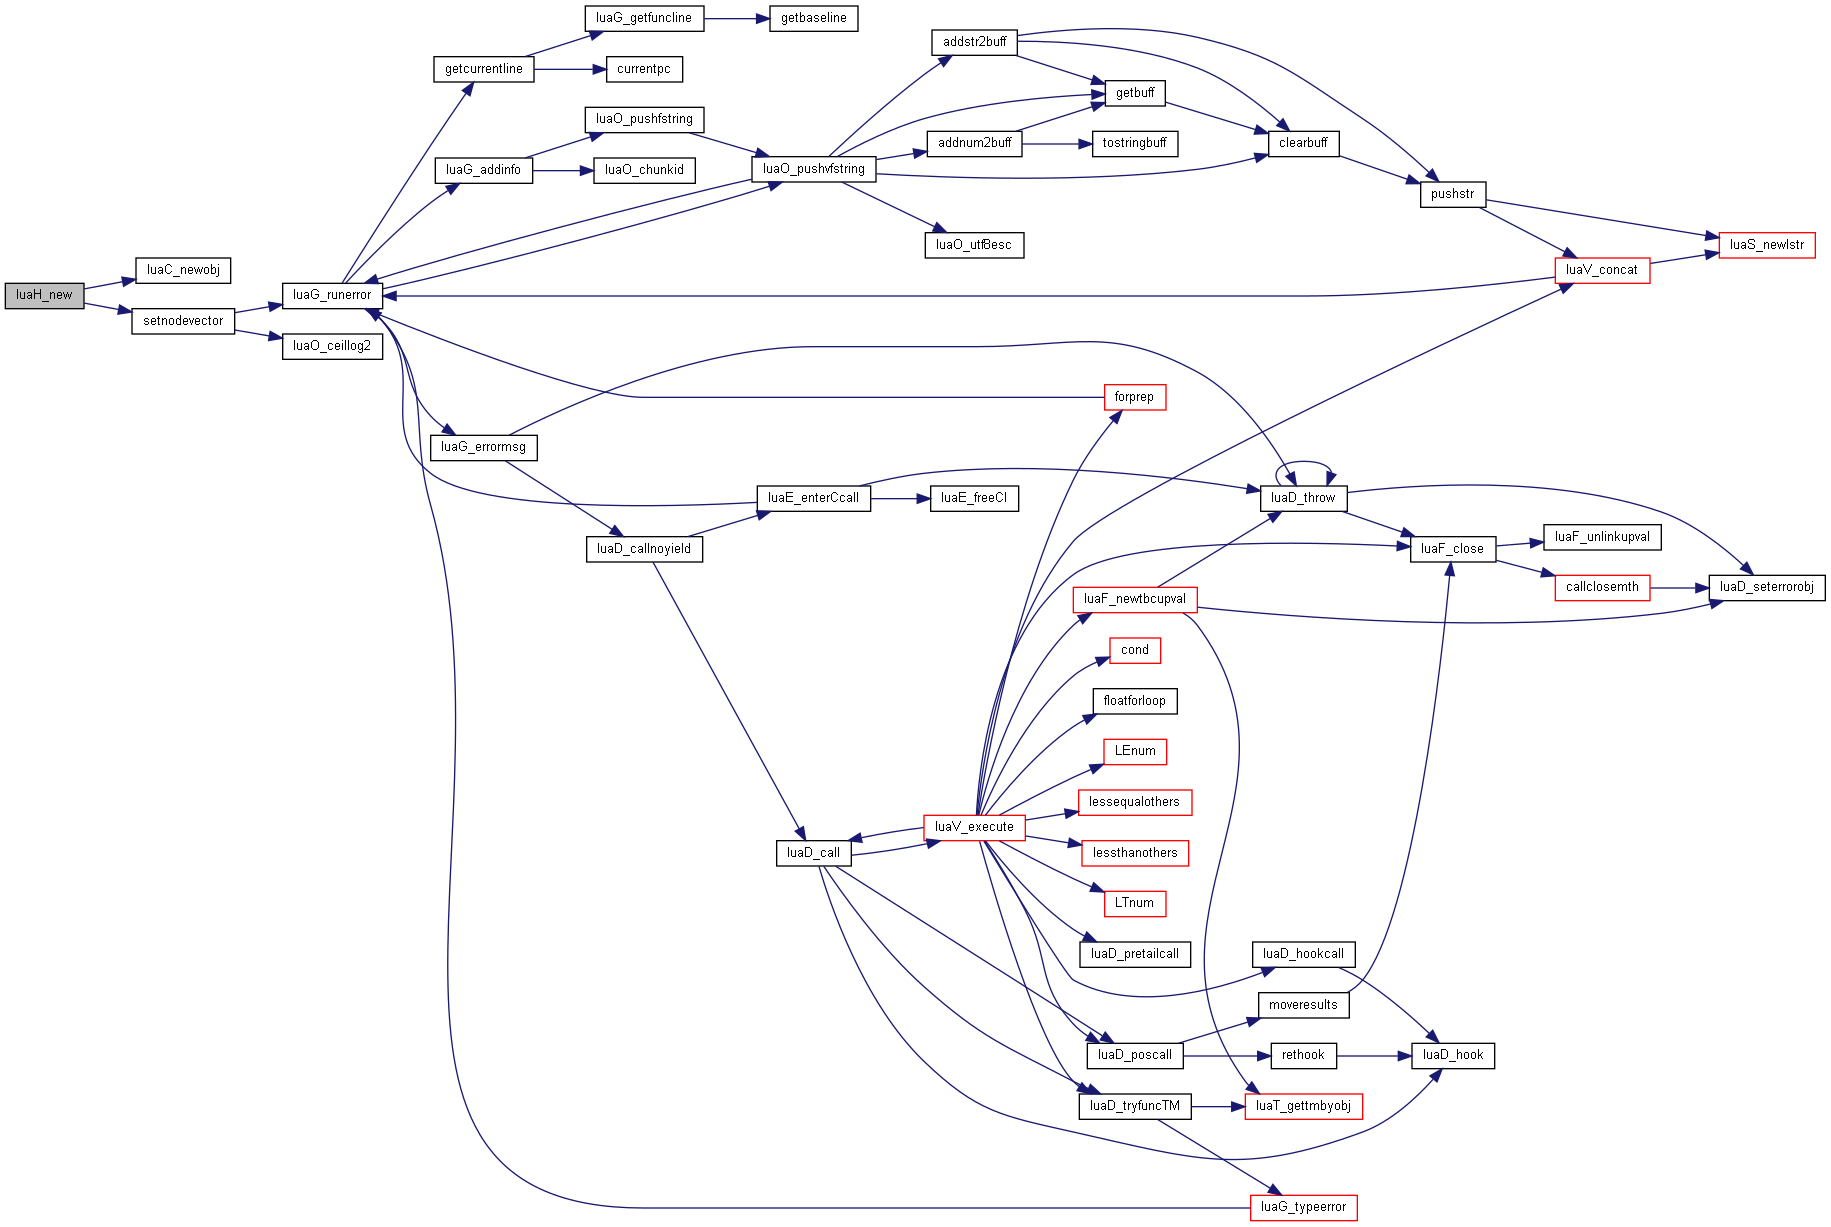 luaG_getfuncline
getbaseline
getcurrentline
currentpc
addstr2buff
getbuff
luaO_pushfstring
addnum2buff
tostringbuff
clearbuff
luaG_addinfo
luaO_chunkid
luaO_pushvfstring
pushstr
luaO_utf8esc
luaS_newlstr
luaC_newobj
luaV_concat
luaH_new
luaG_runerror
setnodevector
luaO_ceillog2
forprep
luaG_errormsg
luaE_enterCcall
luaE_freeCI
luaD_throw
luaD_callnoyield
luaF_close
luaF_unlinkupval
callclosemth
luaD_seterrorobj
luaF_newtbcupval
cond
floatforloop
LEnum
lessequalothers
luaV_execute
luaD_call
lessthanothers
LTnum
luaD_pretailcall
luaD_hookcall
moveresults
luaD_poscall
rethook
luaD_hook
luaD_tryfuncTM
luaT_gettmbyobj
luaG_typeerror